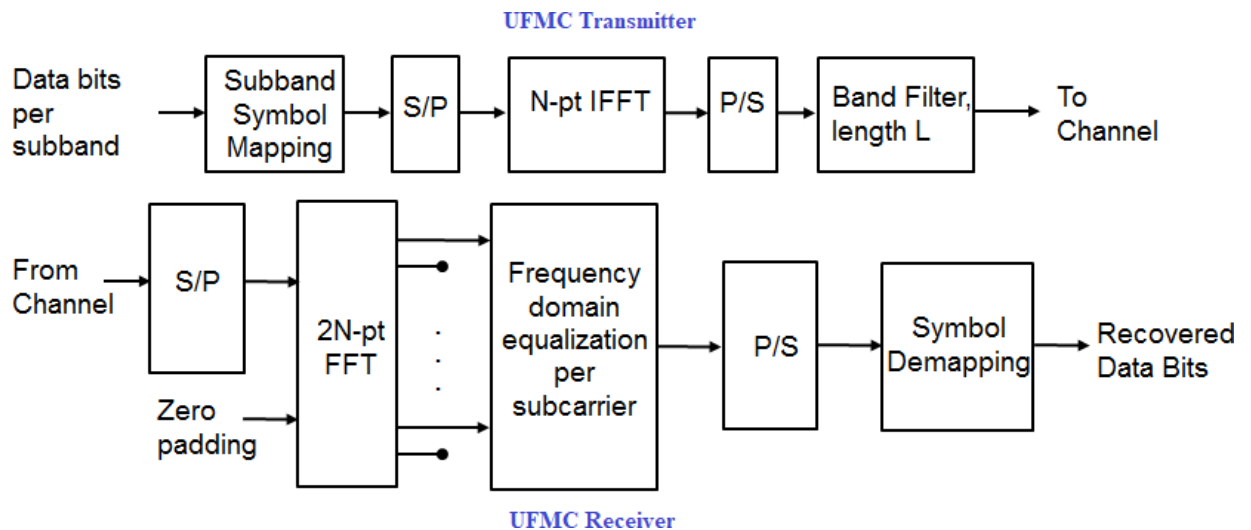 UFMC Transmitter
Data bits
per
subband
Subband
Symbol
Mapping
S/P
N-pt IFFT
P/S
Band Filter,
length L
To
Channel
From
Channel
S/P
Zero
padding
2N-pt
FFT
Frequency
domain
equalization
per
subcarrier
P/S
Symbol
Demapping
Recovered
Data Bits
UFMC Receiver